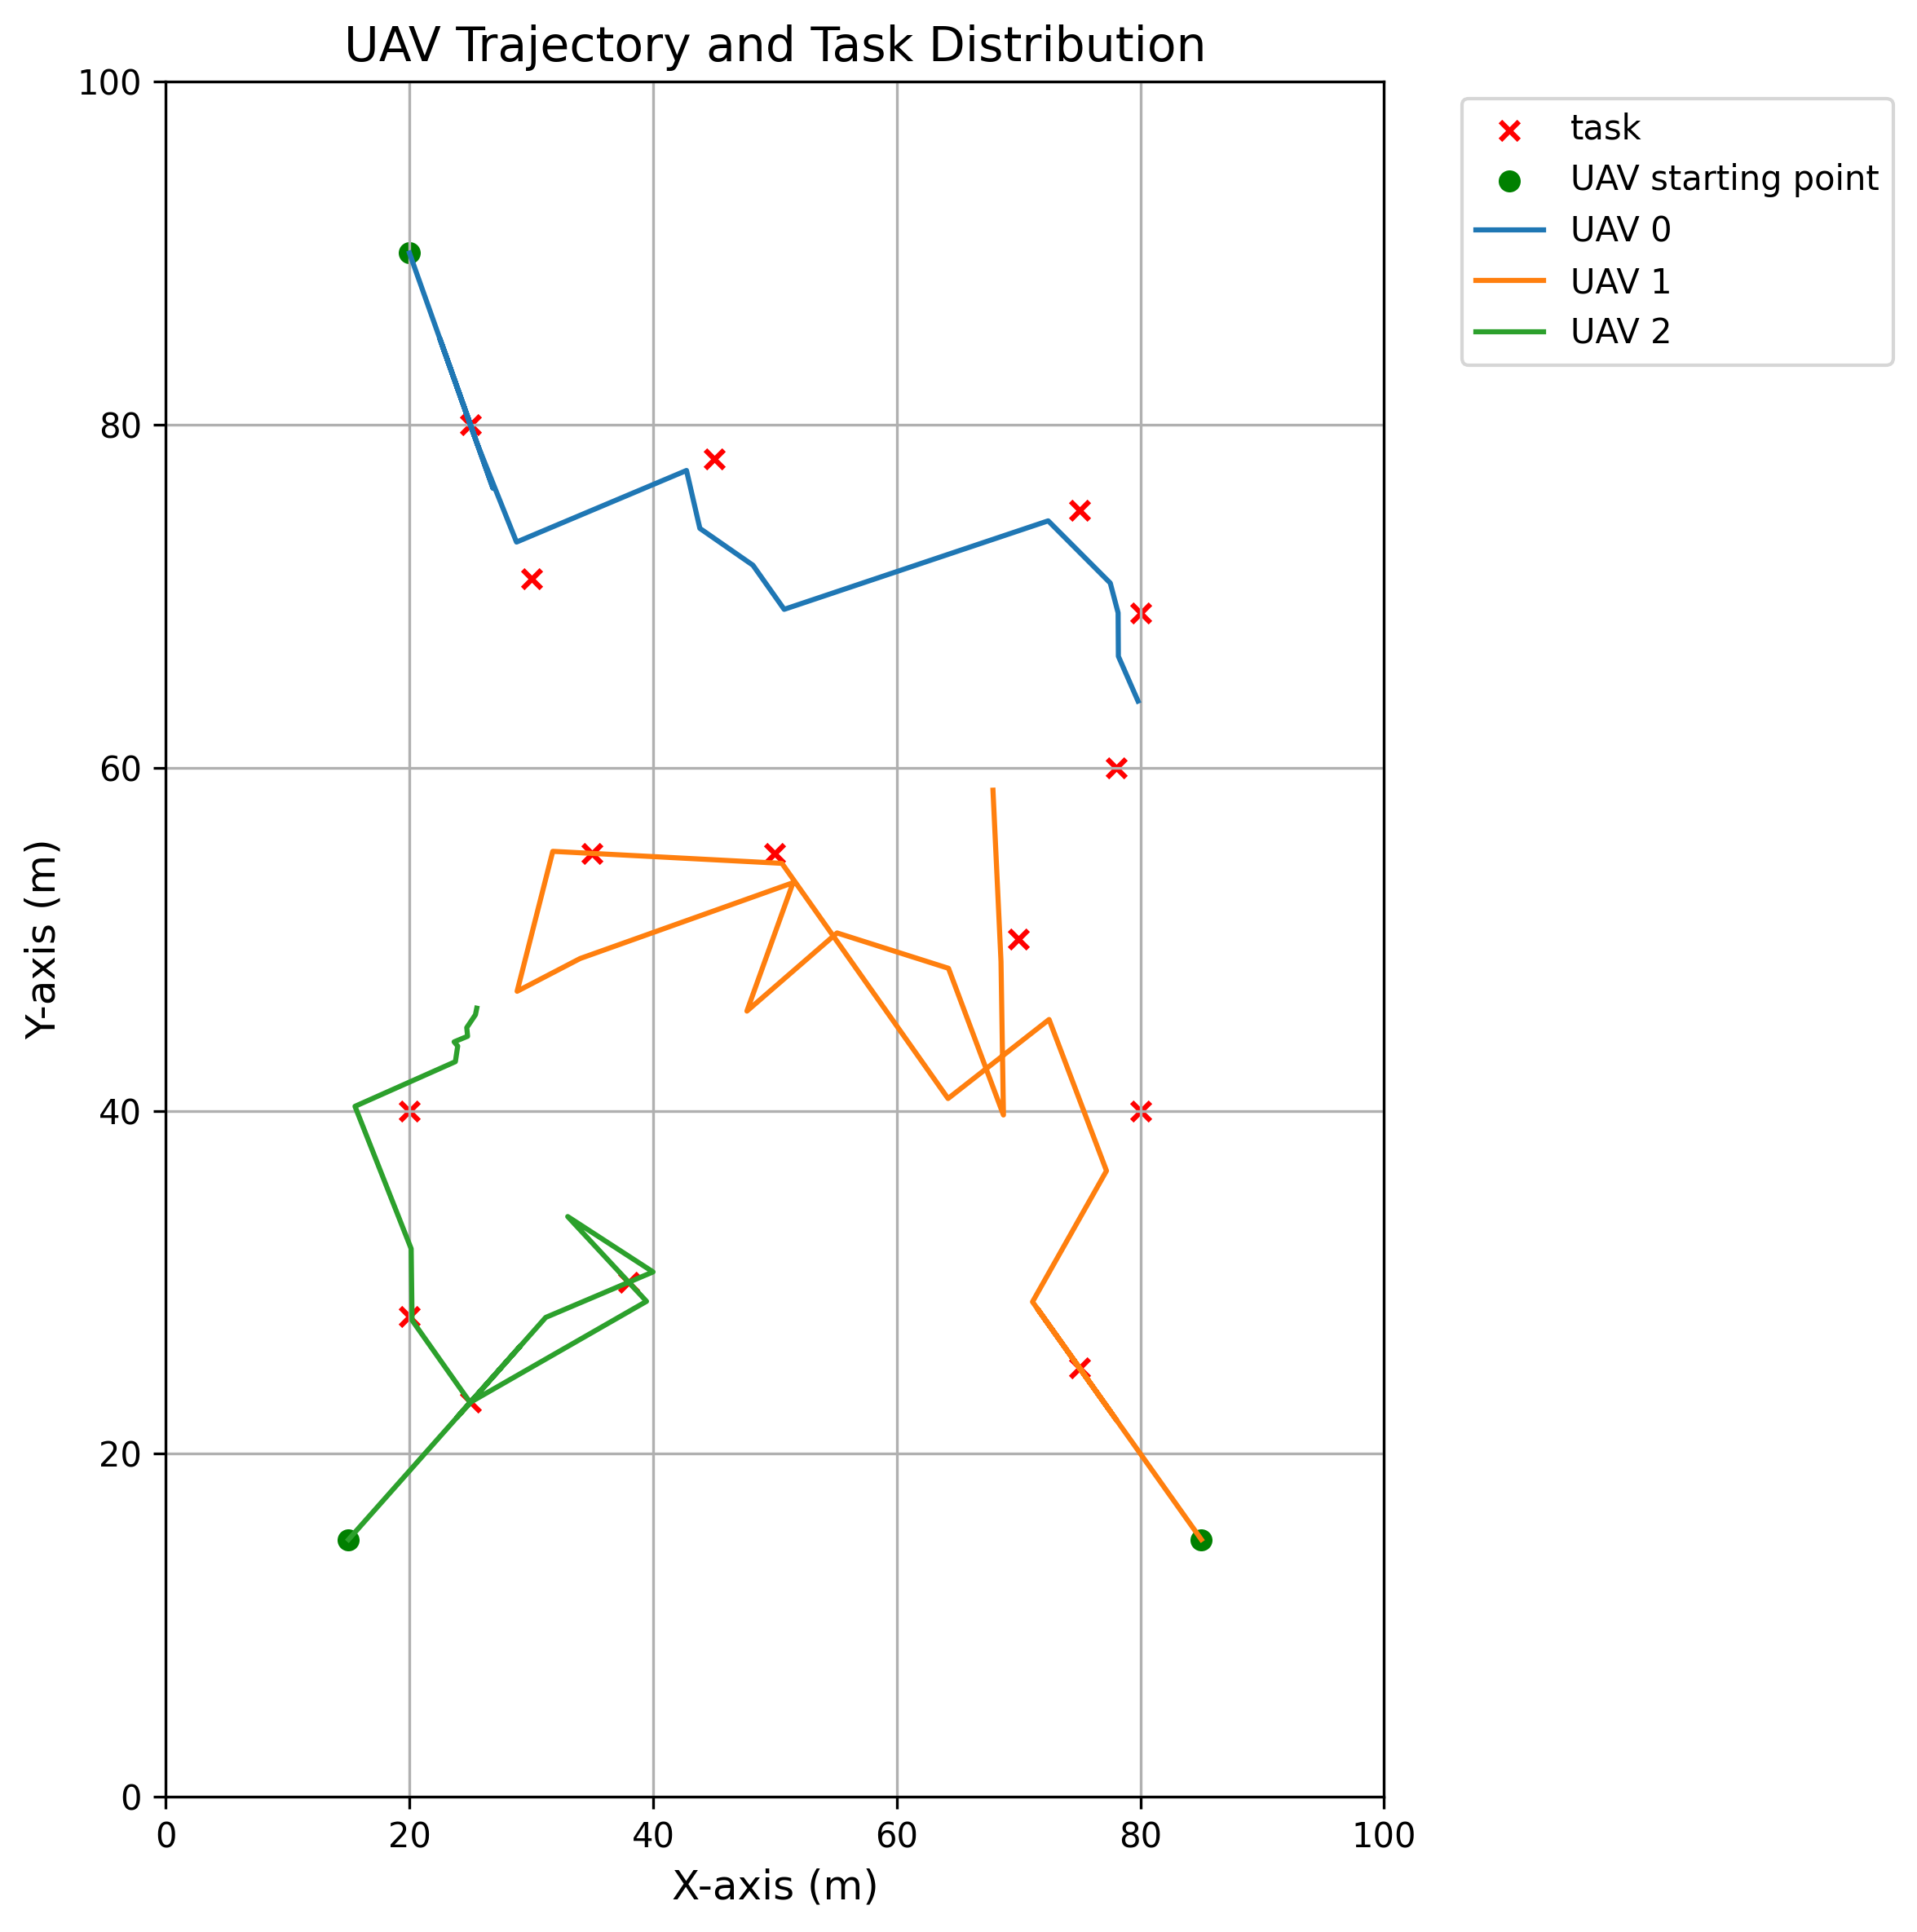 UAV Trajectory and Task Distribution
100
80
60
40
20
0
Y-axis (m)
0 20 40 60 80 100
X-axis (m)
task
UAV starting point
UAV 0
UAV 1
UAV 2